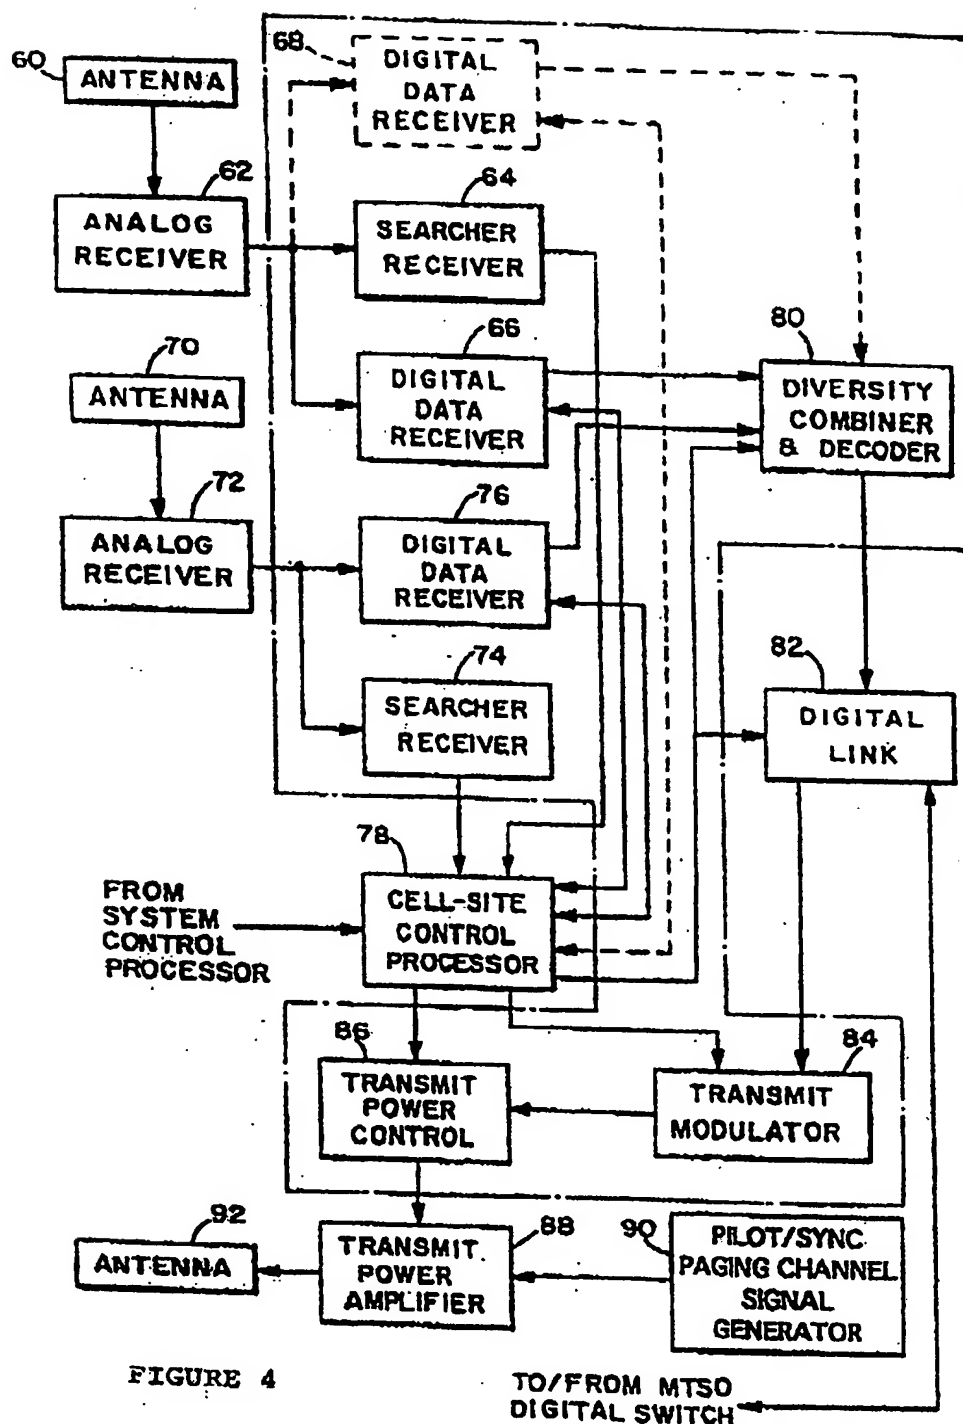 60
ANTENNA
62
ANALOG
RECEIVER
68
DIGITAL
DATA
RECEIVER
64
SEARCHER
RECEIVER
66
DIGITAL
DATA
RECEIVER
70
ANTENNA
72
ANALOG
RECEIVER
76
DIGITAL
DATA
RECEIVER
74
SEARCHER
RECEIVER
80
DIVERSITY
COMBINER
& DECODER
82
DIGITAL
LINK
78
CELL-SITE
CONTROL
PROCESSOR
FROM
SYSTEM
CONTROL
PROCESSOR
86
TRANSMIT
POWER
CONTROL
84
TRANSMIT
MODULATOR
92
ANTENNA
88
TRANSMIT
POWER
AMPLIFIER
90
PILOT/SYNC
PAGING CHANNEL
SIGNAL
GENERATOR
FIGURE 4
TO/FROM MTSO
DIGITAL SWITCH